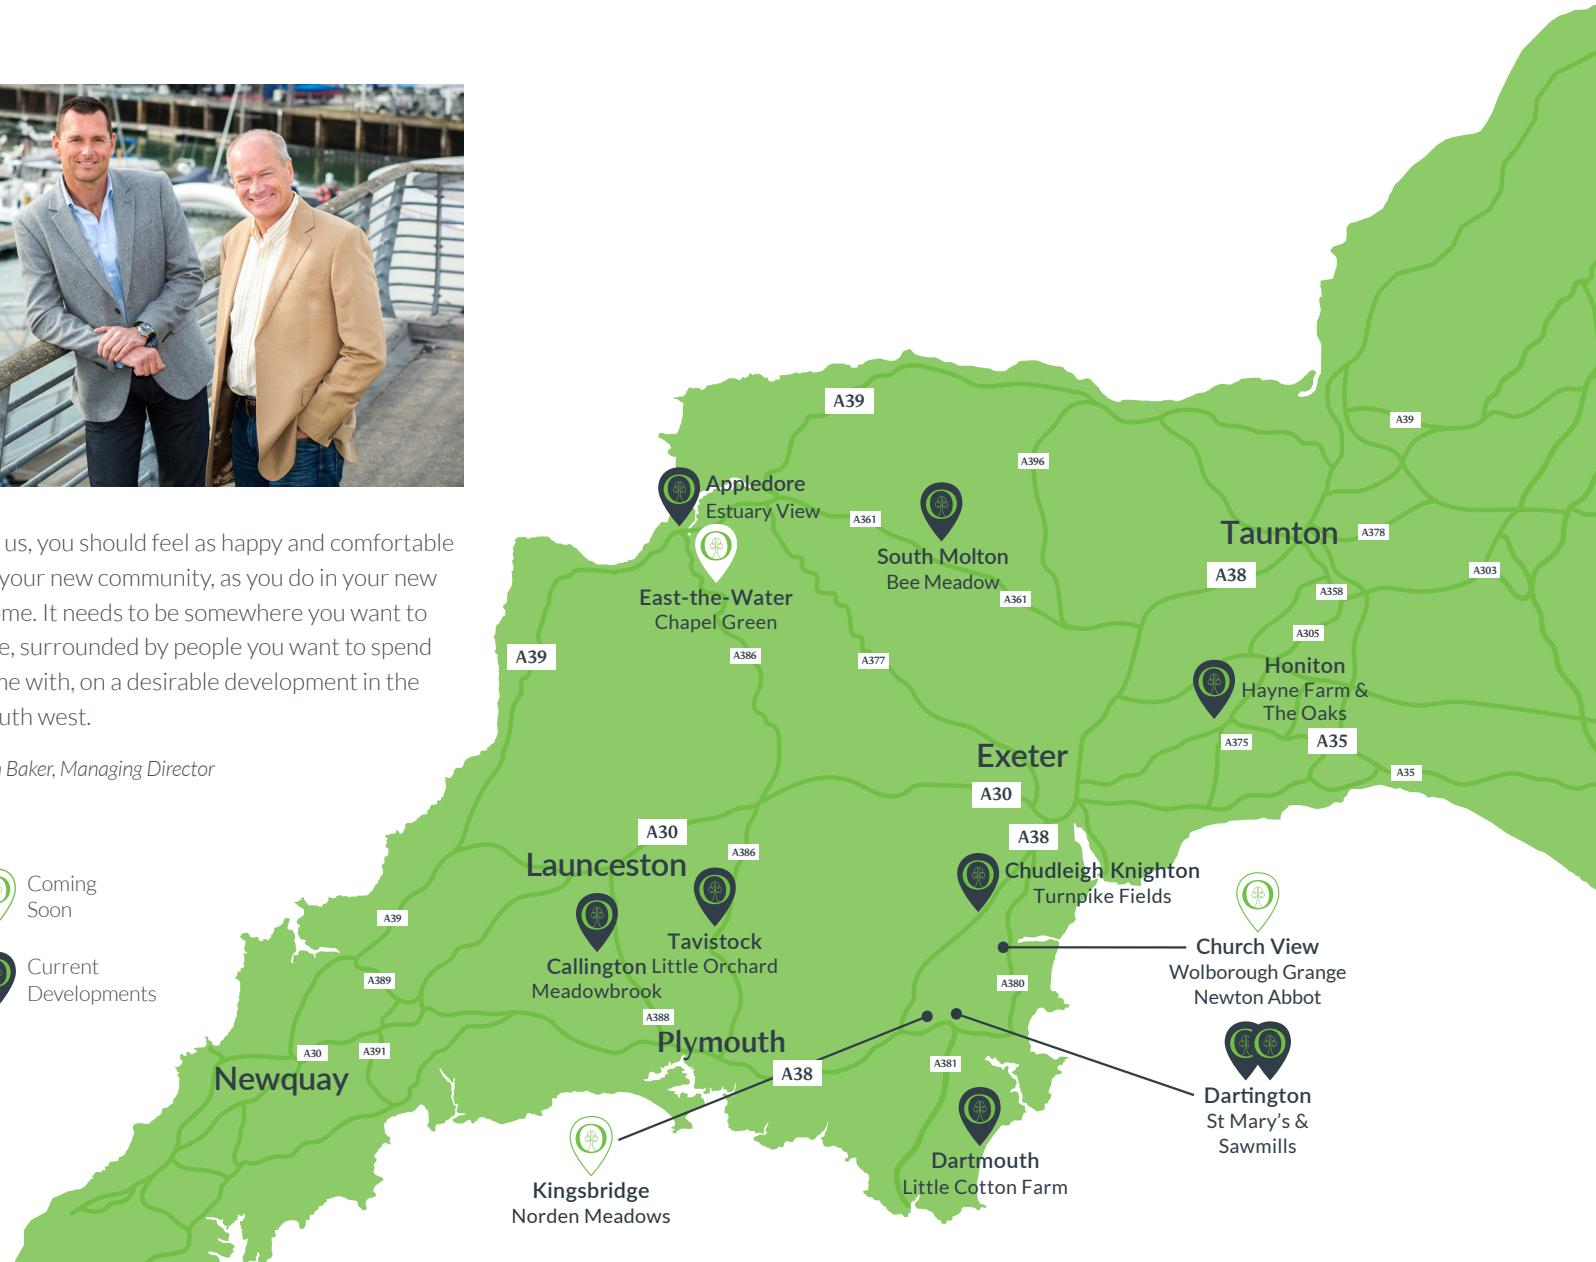 us, you should feel as happy and comfortable
your new community, as you do in your new
me. It needs to be somewhere you want to
e, surrounded by people you want to spend
ne with, on a desirable development in the
uth west.
Baker, Managing Director
Coming
Soon
Current
Developments
A39
A39
A396
Appledore
Estuary View
A361
South Molton
Bee Meadow
A361
Taunton
A378
A38
A303
A358
East-the-Water
Chapel Green
A305
A39
A386
A377
Honiton
Hayne Farm &
The Oaks
A375
A35
A35
Exeter
A30
A30
A38
Launceston
A386
Chudleigh Knighton
Turnpike Fields
A39
Tavistock
Little Orchard
Callington
Meadowbrook
Church View
Wolborough Grange
Newton Abbot
A389
A380
A388
Plymouth
A30
A391
Newquay
A38
A381
Dartington
St Mary's &
Sawmills
Dartmouth
Little Cotton Farm
Kingsbridge
Norden Meadows